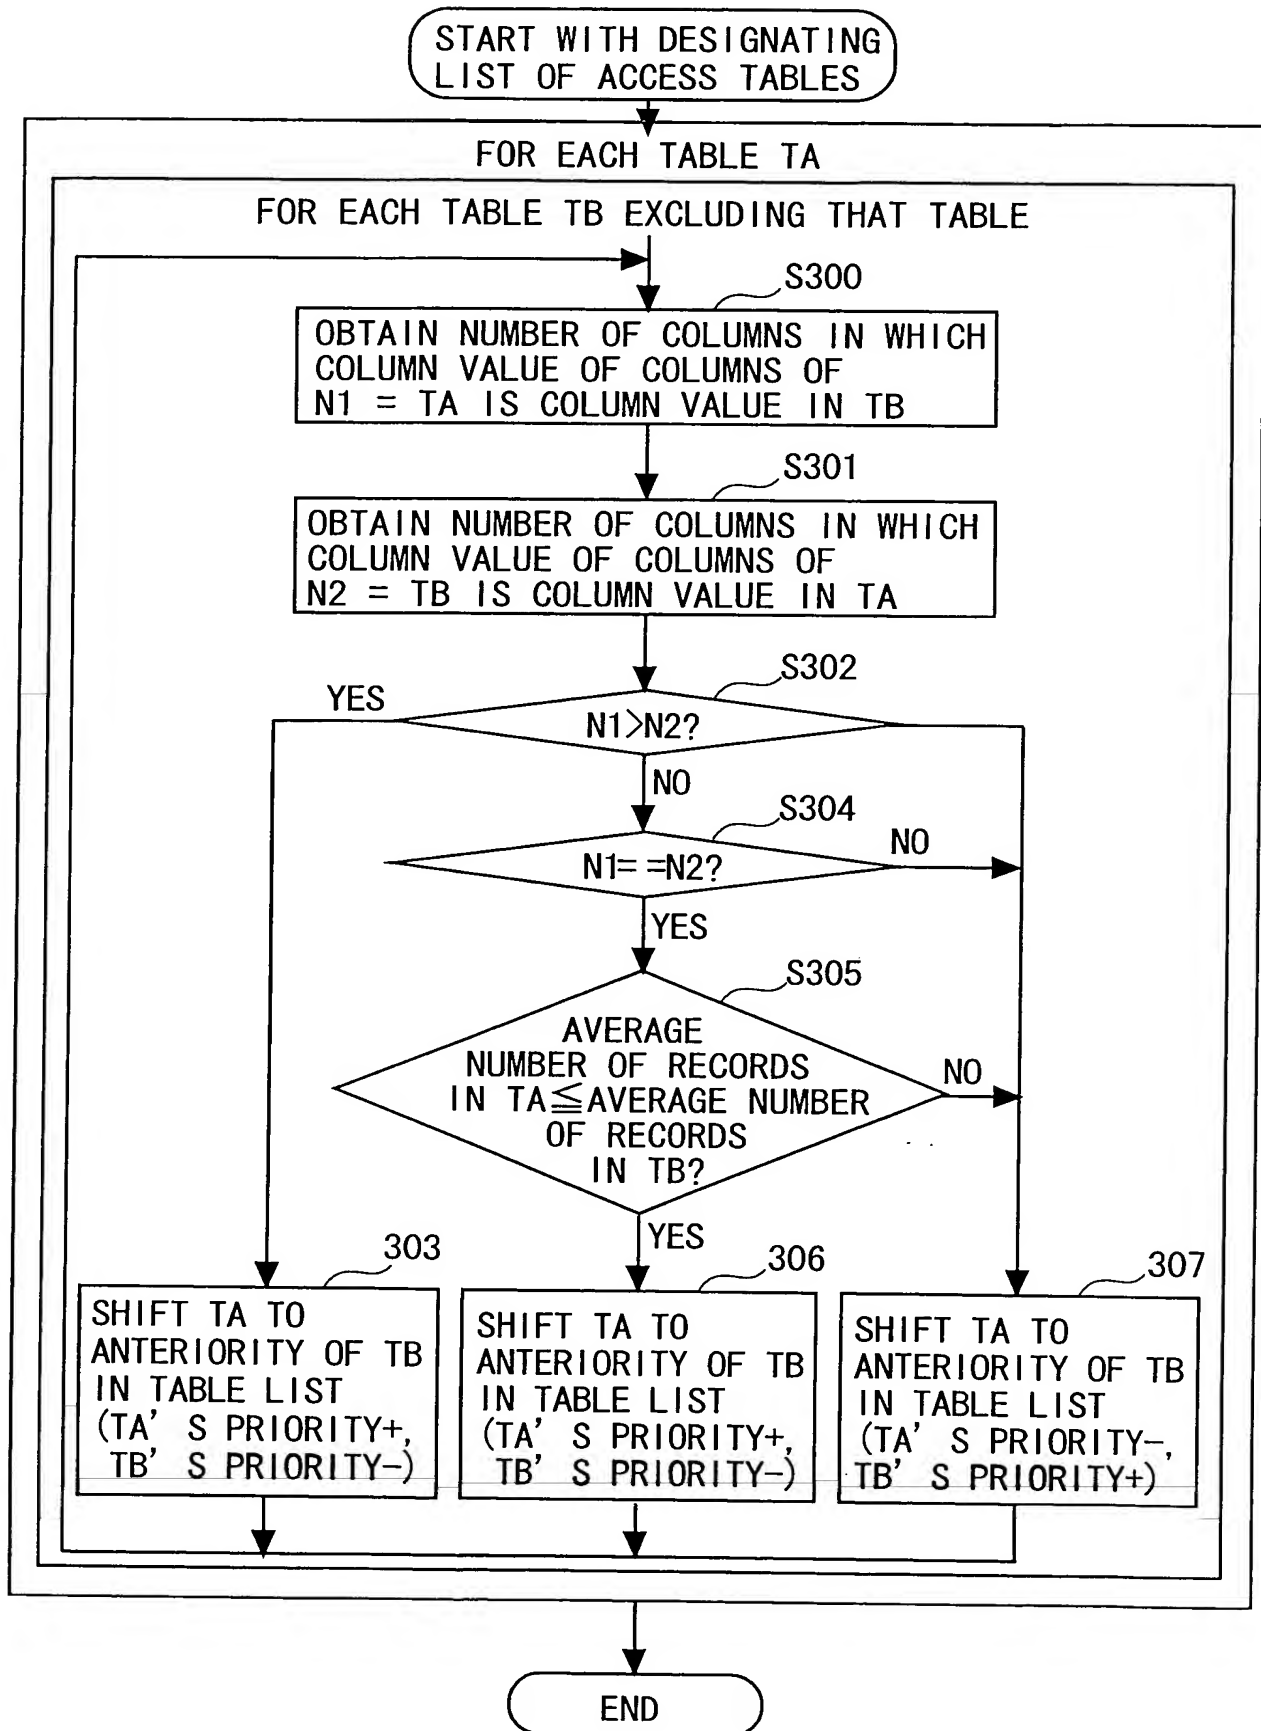 START WITH DESIGNATING
LIST OF ACCESS TABLES
FOR EACH TABLE TA
FOR EACH TABLE TB EXCLUDING THAT TABLE
S300
OBTAIN NUMBER OF COLUMNS IN WHICH
COLUMN VALUE OF COLUMNS OF
N1 = TA IS COLUMN VALUE IN TB
S301
OBTAIN NUMBER OF COLUMNS IN WHICH
COLUMN VALUE OF COLUMNS OF
N2 = TB IS COLUMN VALUE IN TA
S302
YES
N1>N2?
NO
S304
N1= =N2?
NO
YES
S305
AVERAGE
NUMBER OF RECORDS
IN TA≦AVERAGE NUMBER
OF RECORDS
IN TB?
NO
YES
303
SHIFT TA TO
ANTERIORITY OF TB
IN TABLE LIST
(TA' S PRIORITY+,
TB' S PRIORITY-)
306
SHIFT TA TO
ANTERIORITY OF TB
IN TABLE LIST
(TA' S PRIORITY+,
TB' S PRIORITY-)
307
SHIFT TA TO
ANTERIORITY OF TB
IN TABLE LIST
(TA' S PRIORITY-,
TB' S PRIORITY+)
END